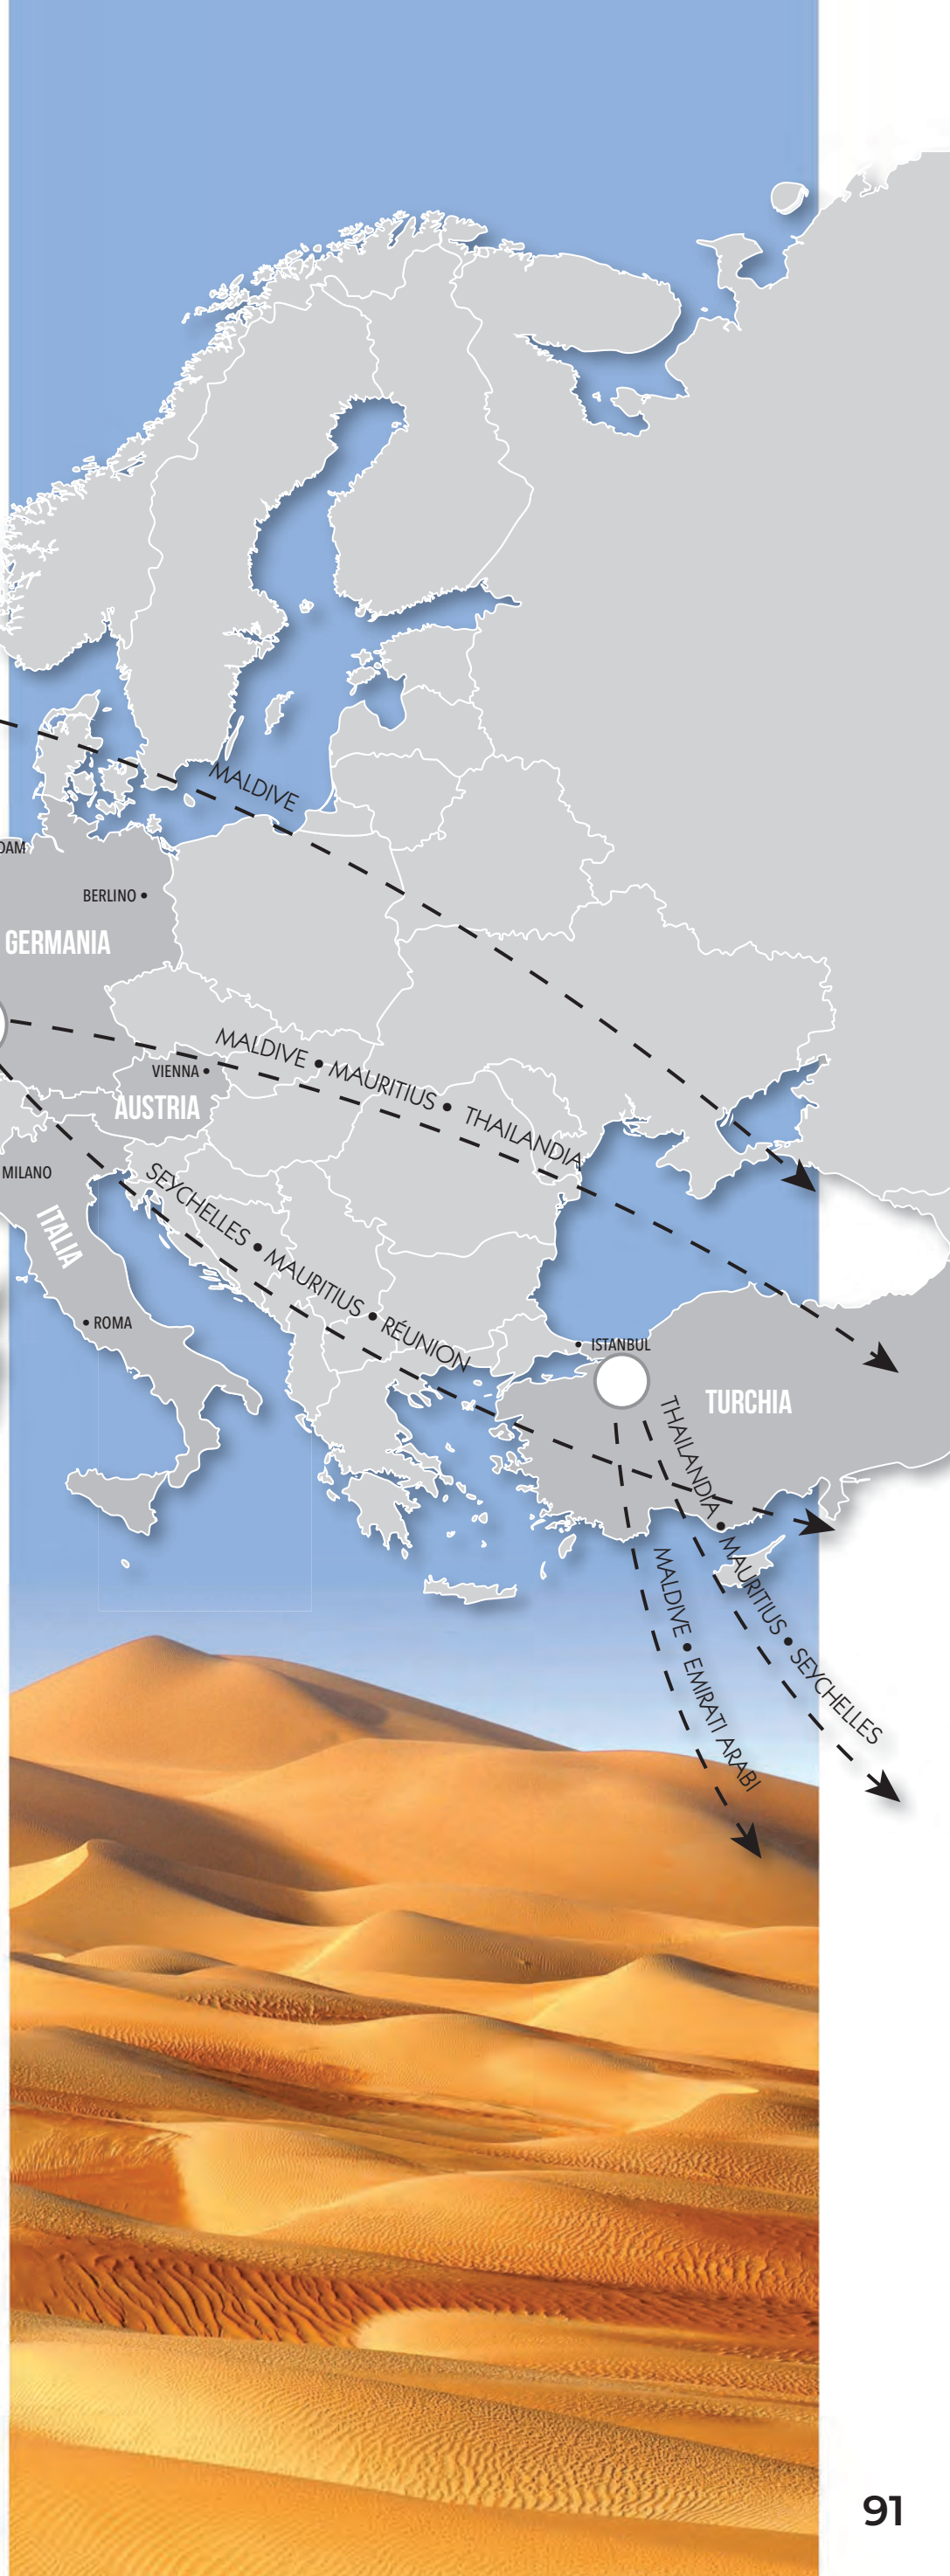 MALDIVE
DAM
BERLINO •
GERMANIA
MALDIVE • MAURITIUS • THAILANDIA
VIENNA •
AUSTRIA
MILANO
SEYCHELLES • MAURITIUS • RÉUNION
ITALIA
• ROMA
• ISTANBUL
TURCHIA
THAILANDIA • MAURITIUS • SEYCHELLES
MALDIVE • EMIRATI ARABI
91